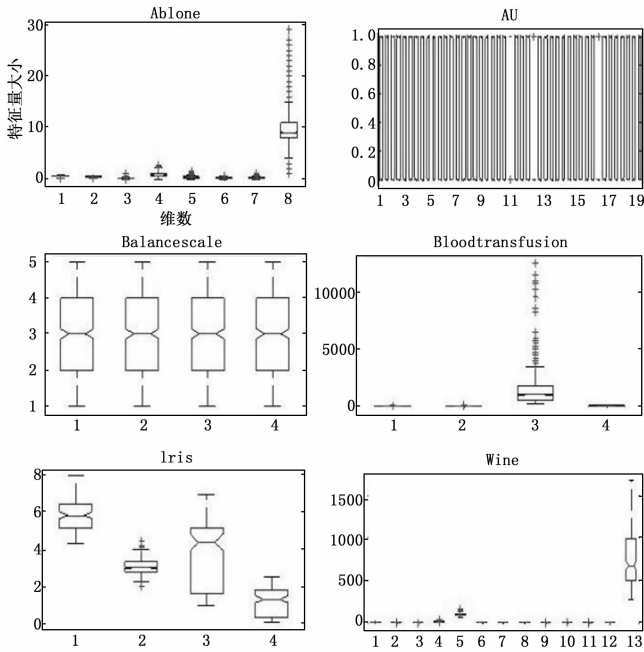 Ablone
30
20
10
0
特征量大小
1 2 3 4 5 6 7 8
维数
AU
1.0
0.8
0.6
0.4
0.2
0
1 3 5 7 9 11 13 15 17 19
Balancescale
5
4
3
2
1
1 2 3 4
Bloodtransfusion
10000
5000
0
1 2 3 4
lris
8
6
4
2
0
1 2 3 4
Wine
1500
1000
500
0
1 2 3 4 5 6 7 8 9 10 11 12 13